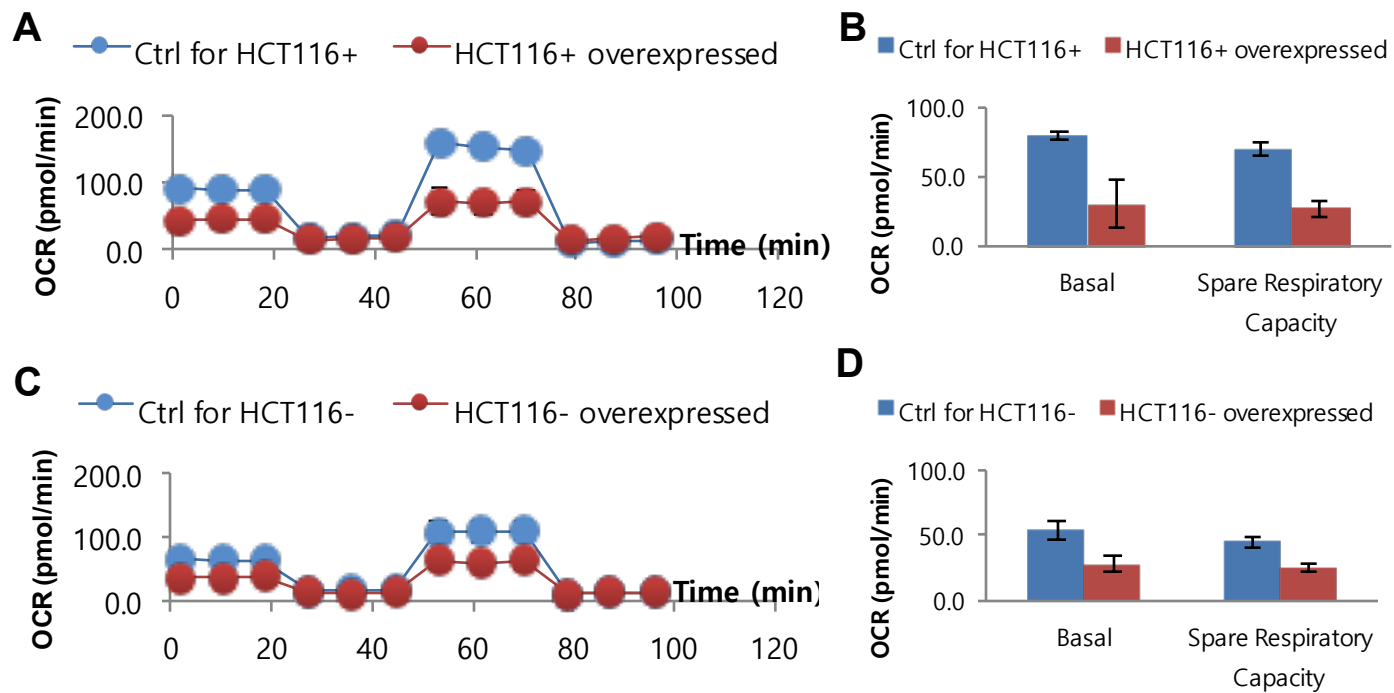 A
Ctrl for HCT116+ HCT116+ overexpressed
OCR (pmol/min)
200.0
100.0
0.0
Time (min)
0 20 40 60 80 100 120
B
Ctrl for HCT116+ HCT116+ overexpressed
OCR (pmol/min)
100.0
50.0
0.0
Basal Spare Respiratory
Capacity
C
Ctrl for HCT116- HCT116- overexpressed
OCR (pmol/min)
200.0
100.0
0.0
Time (min)
0 20 40 60 80 100 120
D
Ctrl for HCT116- HCT116- overexpressed
OCR (pmol/min)
100.0
50.0
0.0
Basal Spare Respiratory
Capacity